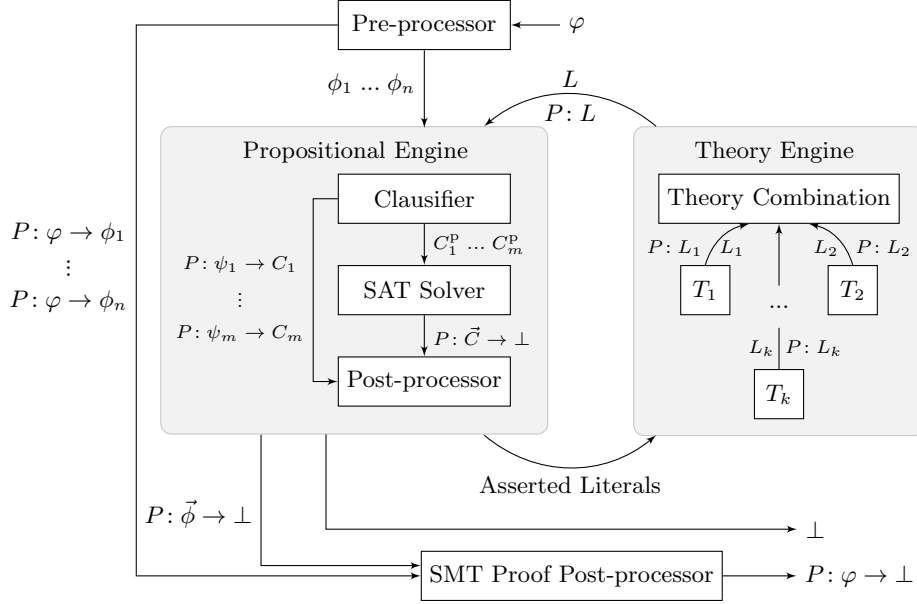 Pre-processor
φ
ϕ₁ ... ϕₙ
L
P : L
Propositional Engine
Theory Engine
Clausifier
Theory Combination
P : φ → ϕ₁
⋮
P : φ → ϕₙ
C₁ᵖ ... Cₘᵖ
P : L₁
L₁
L₂
P : L₂
P : ψ₁ → C₁
⋮
P : ψₘ → Cₘ
SAT Solver
T₁
...
T₂
P : C⃗ → ⊥
Lₖ
P : Lₖ
Post-processor
Tₖ
Asserted Literals
P : ϕ⃗ → ⊥
⊥
SMT Proof Post-processor
P : φ → ⊥